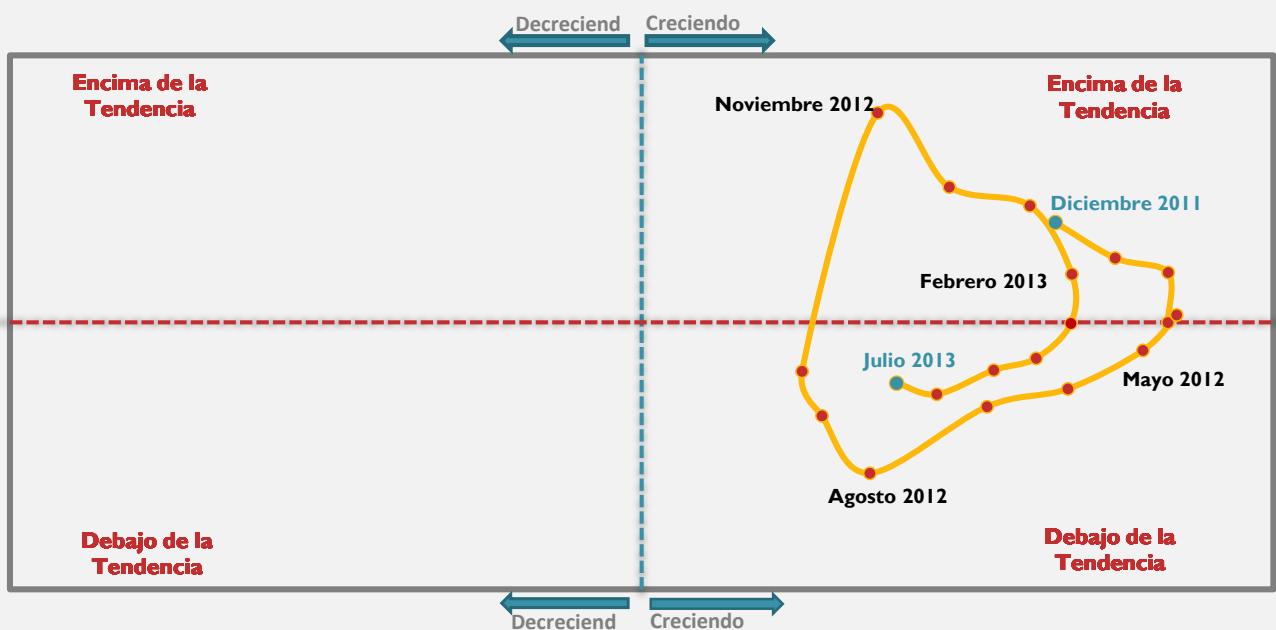 Decreciend
Creciendo
Encima de la
Tendencia
Encima de la
Tendencia
Noviembre 2012
Diciembre 2011
Febrero 2013
Julio 2013
Mayo 2012
Agosto 2012
Debajo de la
Tendencia
Debajo de la
Tendencia
Decreciend
Creciendo